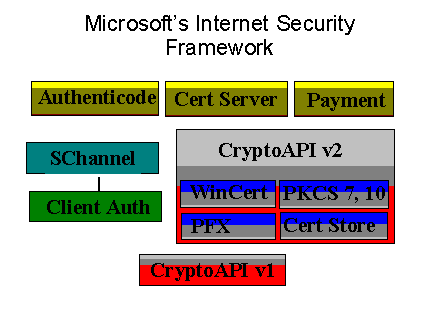 Microsoft's Internet Security
Framework
Authenticode
Cert Server
Payment
SChannel
Client Auth
CryptoAPI v2
WinCert
PKCS 7, 10
PFX
Cert Store
CryptoAPI v1